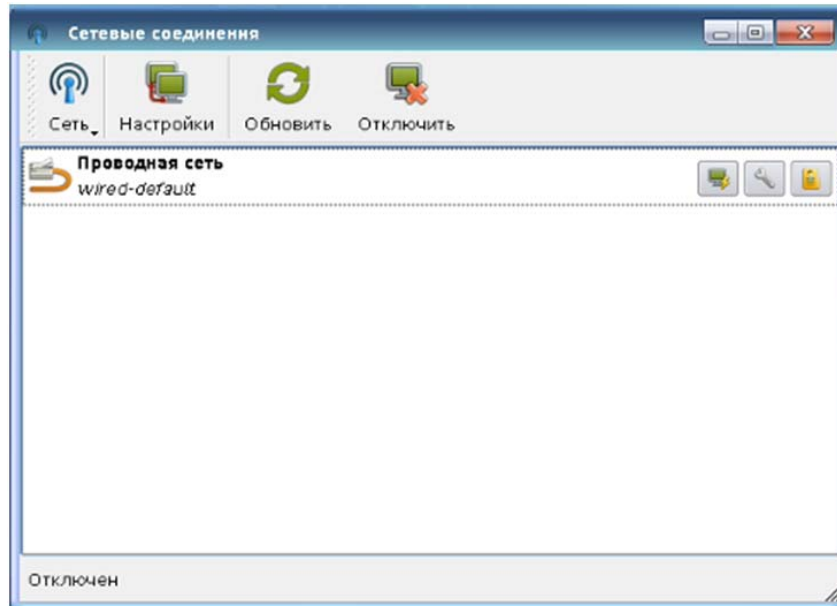 Сетевые соединения
Сеть Настройки Обновить Отключить
Проводная сеть
wired-default
Отключен